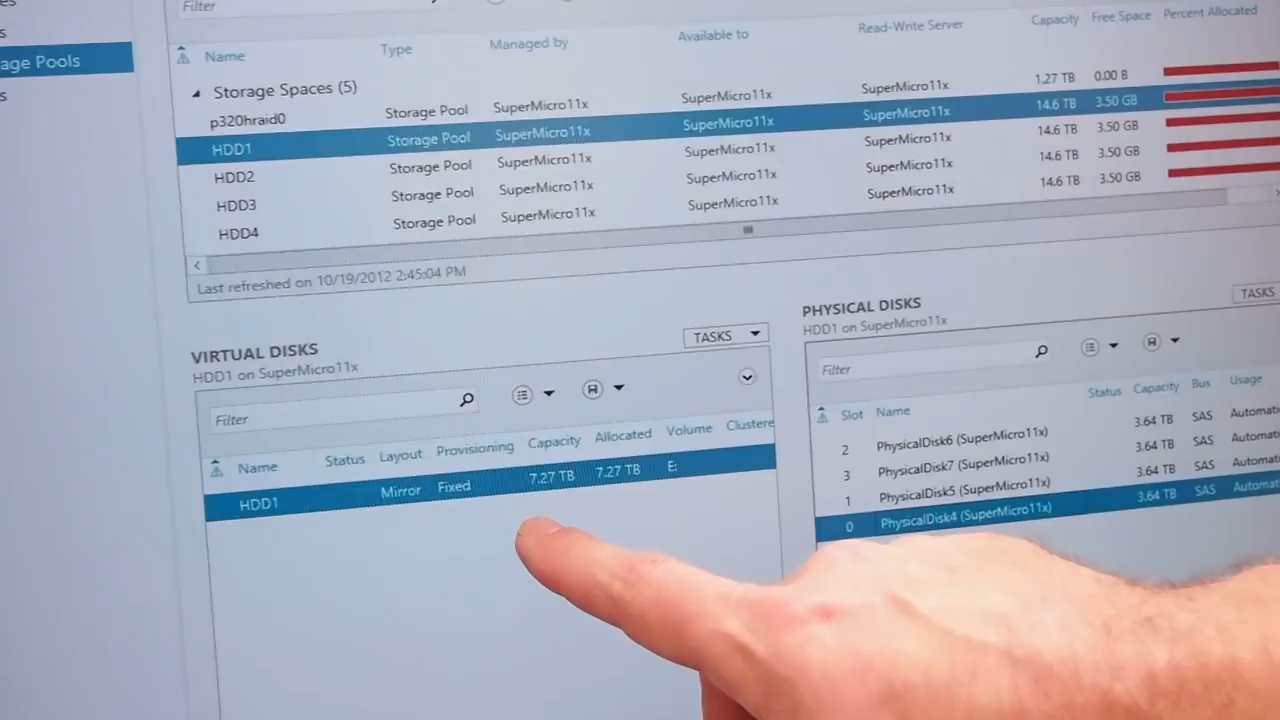 Filter
age Pools
s
s
Name Type Managed by Available to Read-Write Server Capacity Free Space Percent Allocated
Storage Spaces (5)
p320hraid0 Storage Pool SuperMicro11x SuperMicro11x SuperMicro11x 1.27 TB 0.00 B
HDD1 Storage Pool SuperMicro11x SuperMicro11x SuperMicro11x 14.6 TB 3.50 GB
HDD2 Storage Pool SuperMicro11x SuperMicro11x SuperMicro11x 14.6 TB 3.50 GB
HDD3 Storage Pool SuperMicro11x SuperMicro11x SuperMicro11x 14.6 TB 3.50 GB
HDD4 Storage Pool SuperMicro11x SuperMicro11x SuperMicro11x 14.6 TB 3.50 GB
Last refreshed on 10/19/2012 2:45:04 PM
VIRTUAL DISKS
HDD1 on SuperMicro11x
TASKS
Filter
Name Status Layout Provisioning Capacity Allocated Volume Clustere
HDD1 Mirror Fixed 7.27 TB 7.27 TB E:
PHYSICAL DISKS
HDD1 on SuperMicro11x
TASKS
Filter
Slot Name Status Capacity Bus Usage
2 PhysicalDisk6 (SuperMicro11x) 3.64 TB SAS Automati
3 PhysicalDisk7 (SuperMicro11x) 3.64 TB SAS Automat
1 PhysicalDisk5 (SuperMicro11x) 3.64 TB SAS Automat
0 PhysicalDisk4 (SuperMicro11x) 3.64 TB SAS Automat